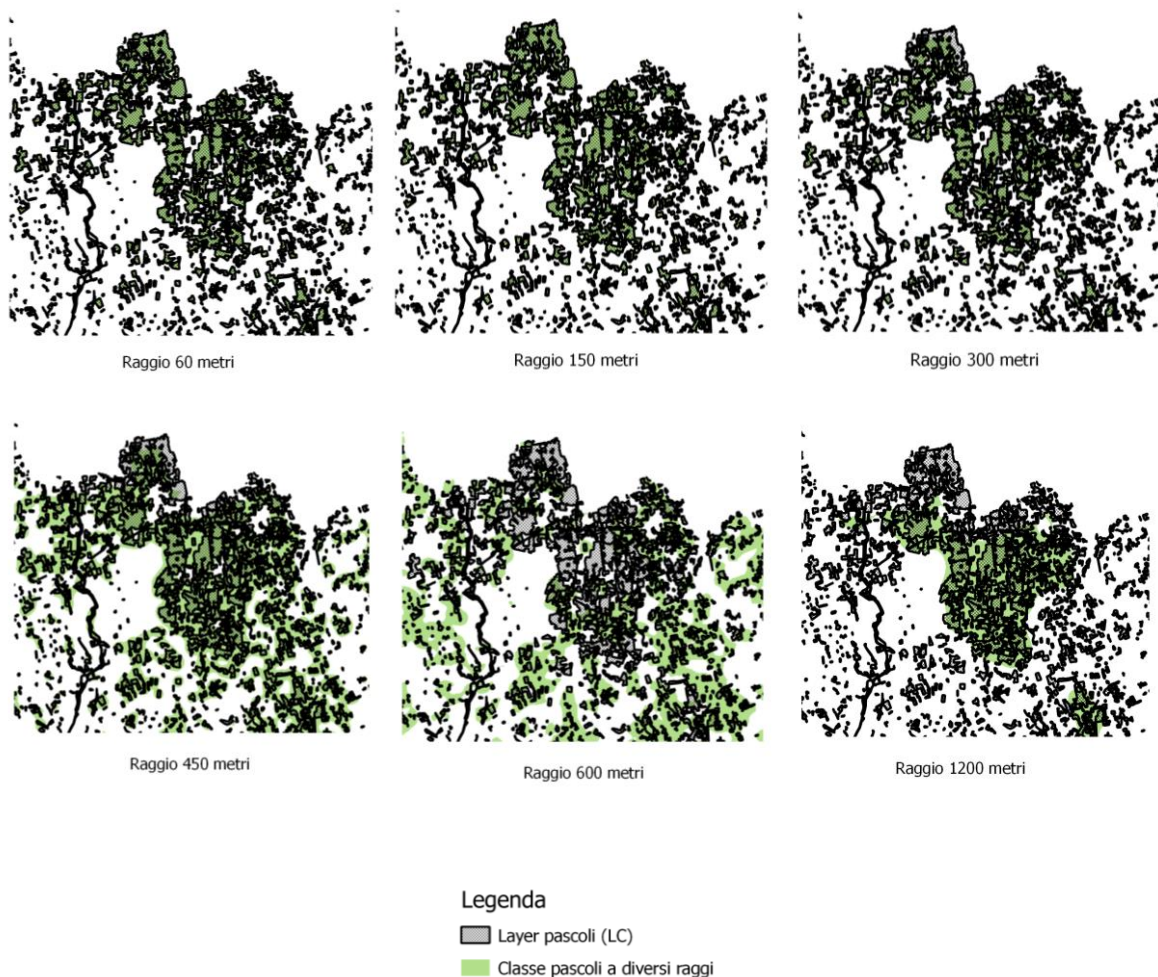 Raggio 60 metri
Raggio 150 metri
Raggio 300 metri
Raggio 450 metri
Raggio 600 metri
Raggio 1200 metri
Legenda
Layer pascoli (LC)
Classe pascoli a diversi raggi